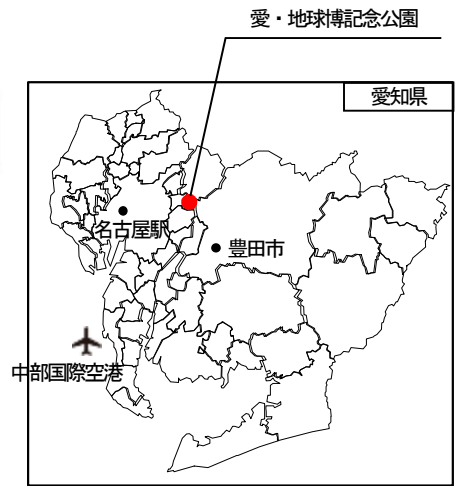 愛・地球博記念公園
愛知県
名古屋駅
豊田市
中部国際空港